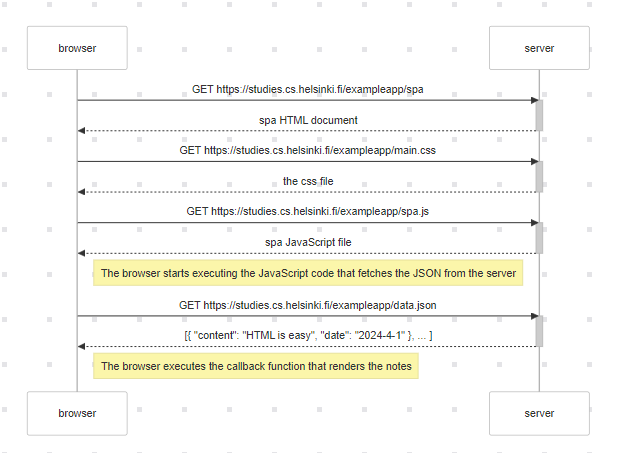 browser
server
GET https://studies.cs.helsinki.fi/exampleapp/spa
spa HTML document
GET https://studies.cs.helsinki.fi/exampleapp/main.css
the css file
GET https://studies.cs.helsinki.fi/exampleapp/spa.js
spa JavaScript file
The browser starts executing the JavaScript code that fetches the JSON from the server
GET https://studies.cs.helsinki.fi/exampleapp/data.json
[{ "content": "HTML is easy", "date": "2024-4-1" }, ... ]
The browser executes the callback function that renders the notes
browser
server